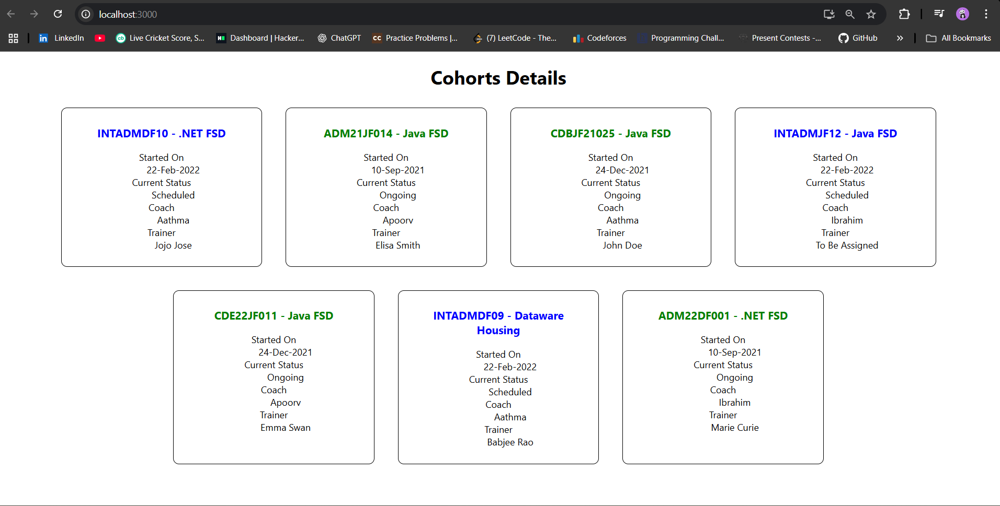 localhost:3000
LinkedIn Live Cricket Score, S... Dashboard | Hacker... ChatGPT Practice Problems |... (7) LeetCode - The... Codeforces Programming Chall... Present Contests -... GitHub » All Bookmarks
Cohorts Details
INTADMDF10 - .NET FSD
Started On
22-Feb-2022
Current Status
Scheduled
Coach
Aathma
Trainer
Jojo Jose
ADM21JF014 - Java FSD
Started On
10-Sep-2021
Current Status
Ongoing
Coach
Apoorv
Trainer
Elisa Smith
CDBJF21025 - Java FSD
Started On
24-Dec-2021
Current Status
Ongoing
Coach
Aathma
Trainer
John Doe
INTADMJF12 - Java FSD
Started On
22-Feb-2022
Current Status
Scheduled
Coach
Ibrahim
Trainer
To Be Assigned
CDE22JF011 - Java FSD
Started On
24-Dec-2021
Current Status
Ongoing
Coach
Apoorv
Trainer
Emma Swan
INTADMDF09 - Dataware
Housing
Started On
22-Feb-2022
Current Status
Scheduled
Coach
Aathma
Trainer
Babjee Rao
ADM22DF001 - .NET FSD
Started On
10-Sep-2021
Current Status
Ongoing
Coach
Ibrahim
Trainer
Marie Curie